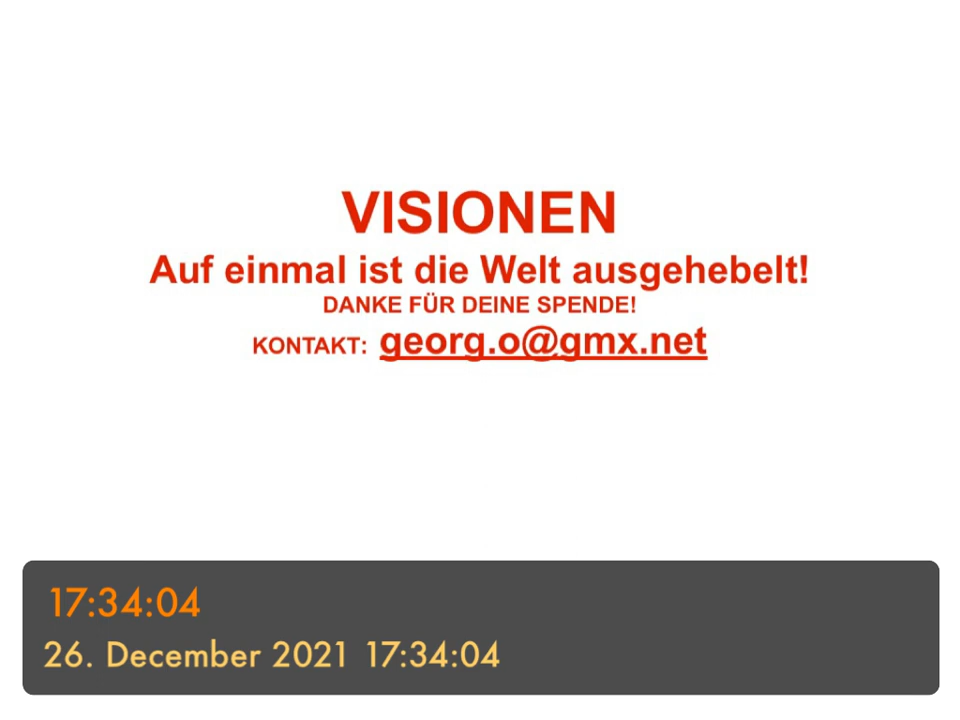 VISIONEN
Auf einmal ist die Welt ausgehebelt!
DANKE FÜR DEINE SPENDE!
KONTAKT: georg.o@gmx.net
17:34:04
26. December 2021 17:34:04